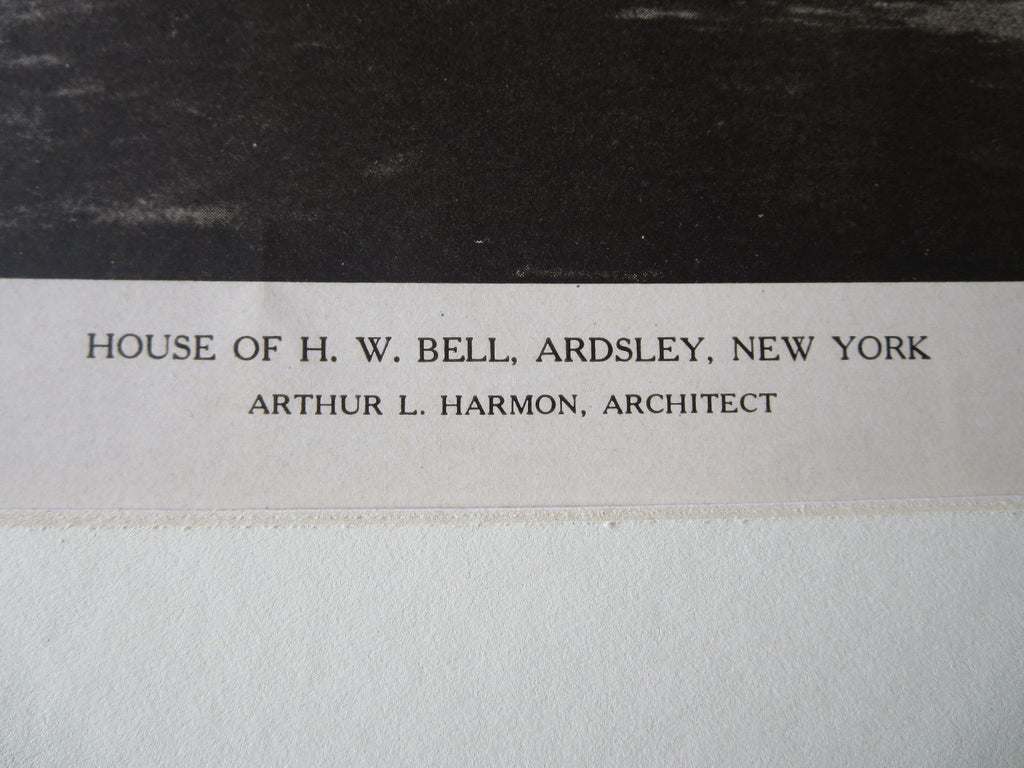 HOUSE OF H. W. BELL, ARDSLEY, NEW YORK
ARTHUR L. HARMON, ARCHITECT